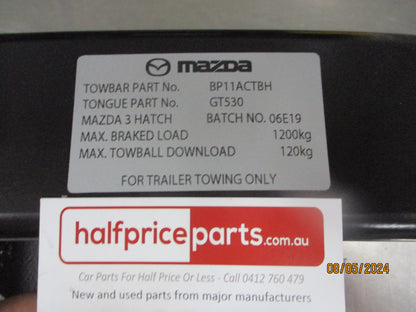 mazda
TOWBAR PART No. BP11ACTBH
TONGUE PART No. GT530
MAZDA 3 HATCH BATCH NO. 06E19
MAX. BRAKED LOAD 1200kg
MAX. TOWBALL DOWNLOAD 120kg
FOR TRAILER TOWING ONLY
halfpriceparts.com.au
Car Parts For Half Price Or Less - Call 0412 760 479
New and used parts from major manufacturers
08/05/2024